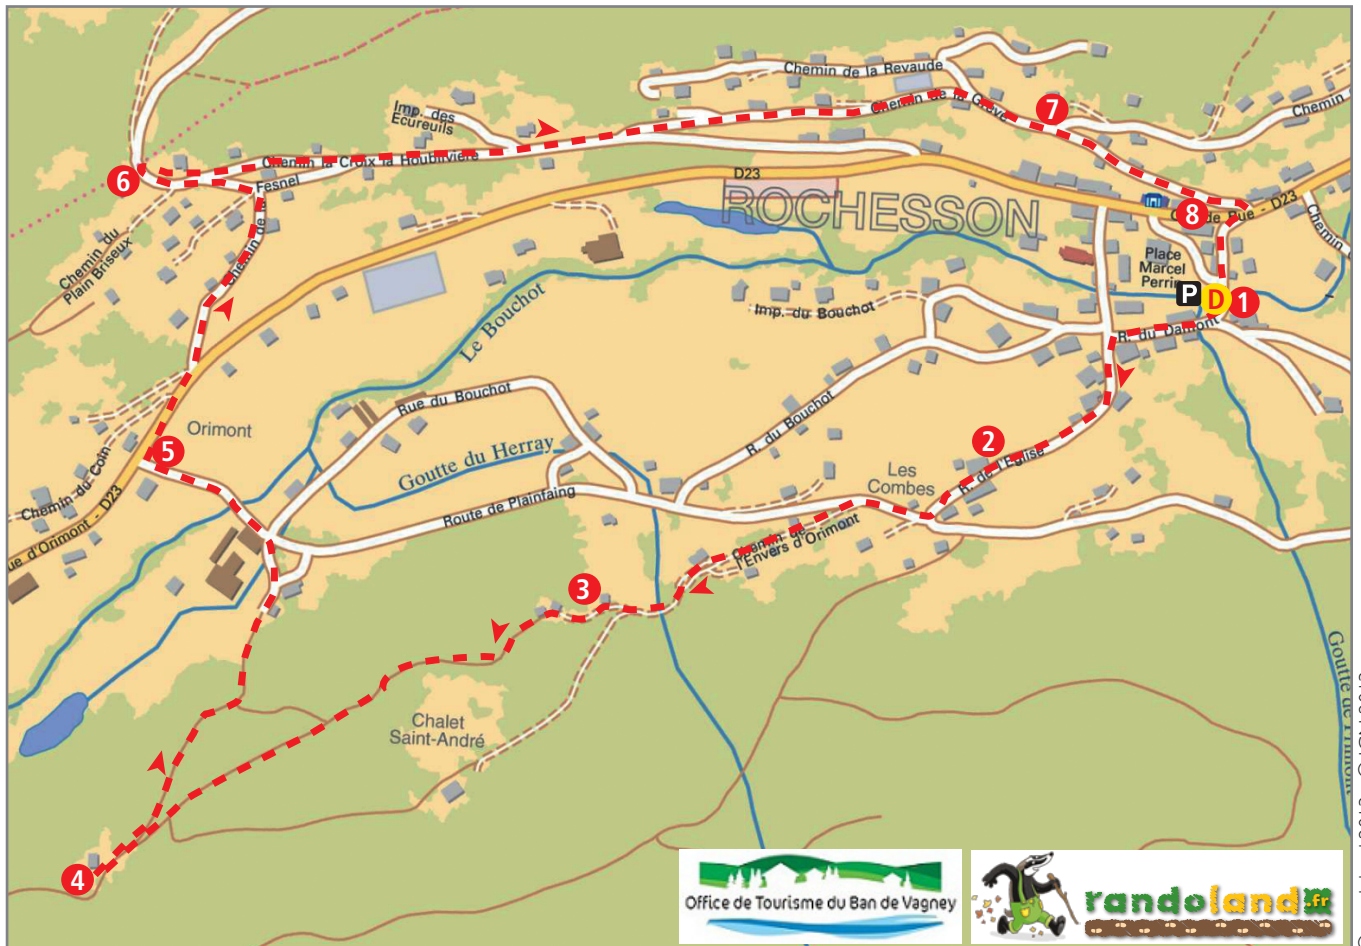 Chemin de la Revaude
Chemin
Imp. des
Ecureuils
Chemin de la Grave
7
Chemin la Croix la Houbuvière
6
Fesnel
D23
ROCHESSON
8
Rue - D23
Chemin de la
Chemin du
Plain Briseux
Place
Marcel
Perrin
Chemin
P
D
1
Imp. du Bouchot
R. du Damont
Le Bouchot
Rue du Bouchot
R. du Bouchot
Orimont
5
2
Goutte du Herray
Les
Combes
R. de l'Eglise
Chemin du Coin
Route de Plainfaing
ue d'Orimont - D23
Chemin de
l'Envers d'Orimont
3
Chalet
Saint-André
4
Office de Tourisme du Ban de Vagney
randoland
.fr